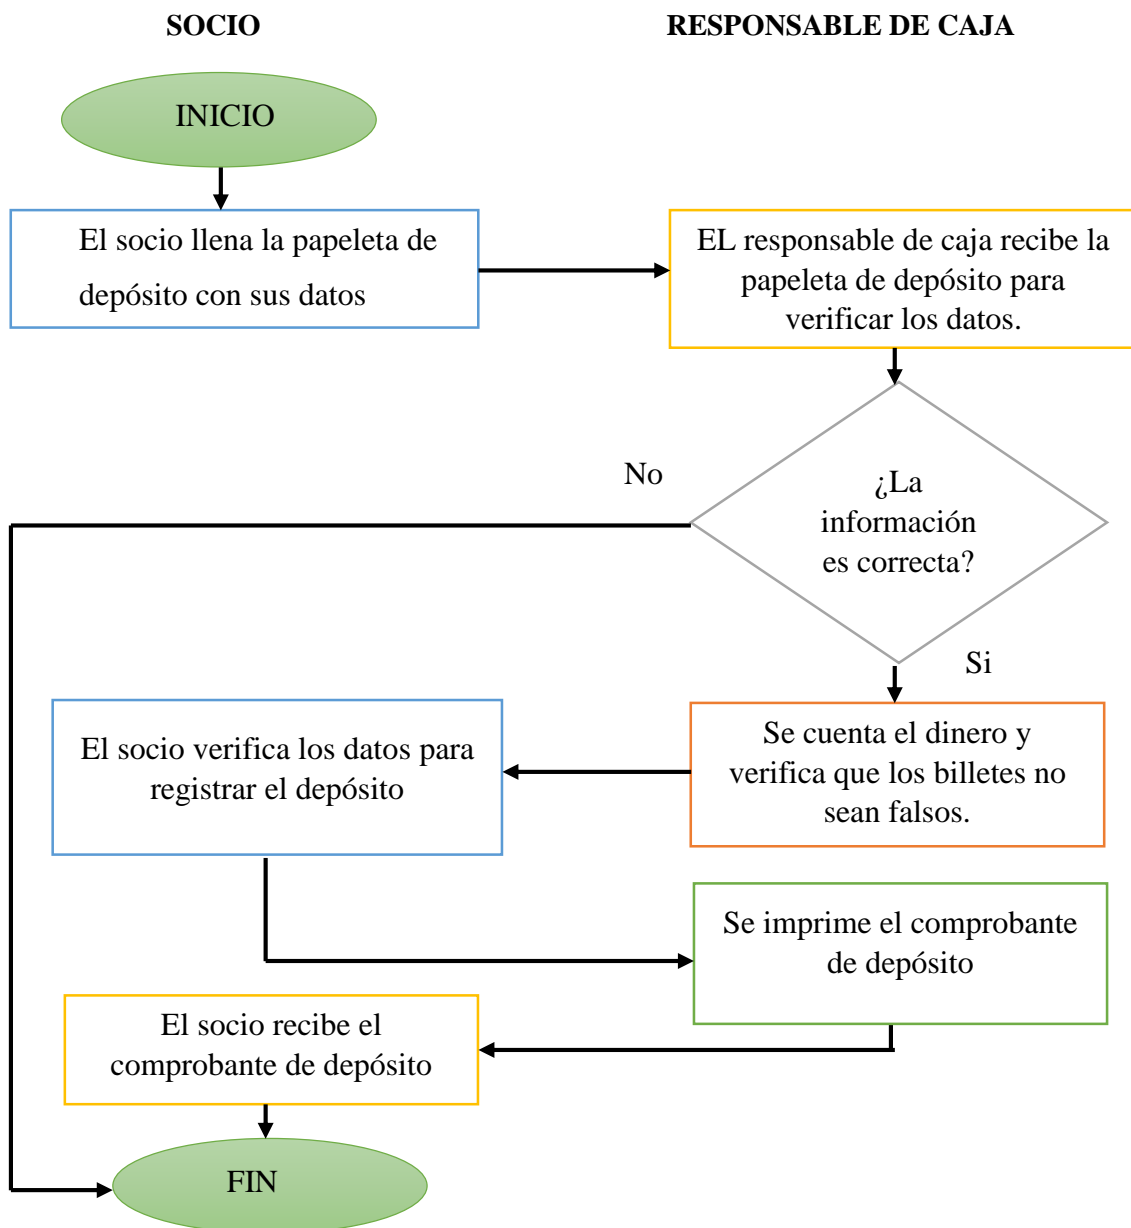 SOCIO
RESPONSABLE DE CAJA
INICIO
El socio llena la papeleta de
depósito con sus datos
EL responsable de caja recibe la
papeleta de depósito para
verificar los datos.
No
¿La
información
es correcta?
Si
Se cuenta el dinero y
verifica que los billetes no
sean falsos.
El socio verifica los datos para
registrar el depósito
Se imprime el comprobante
de depósito
El socio recibe el
comprobante de depósito
FIN